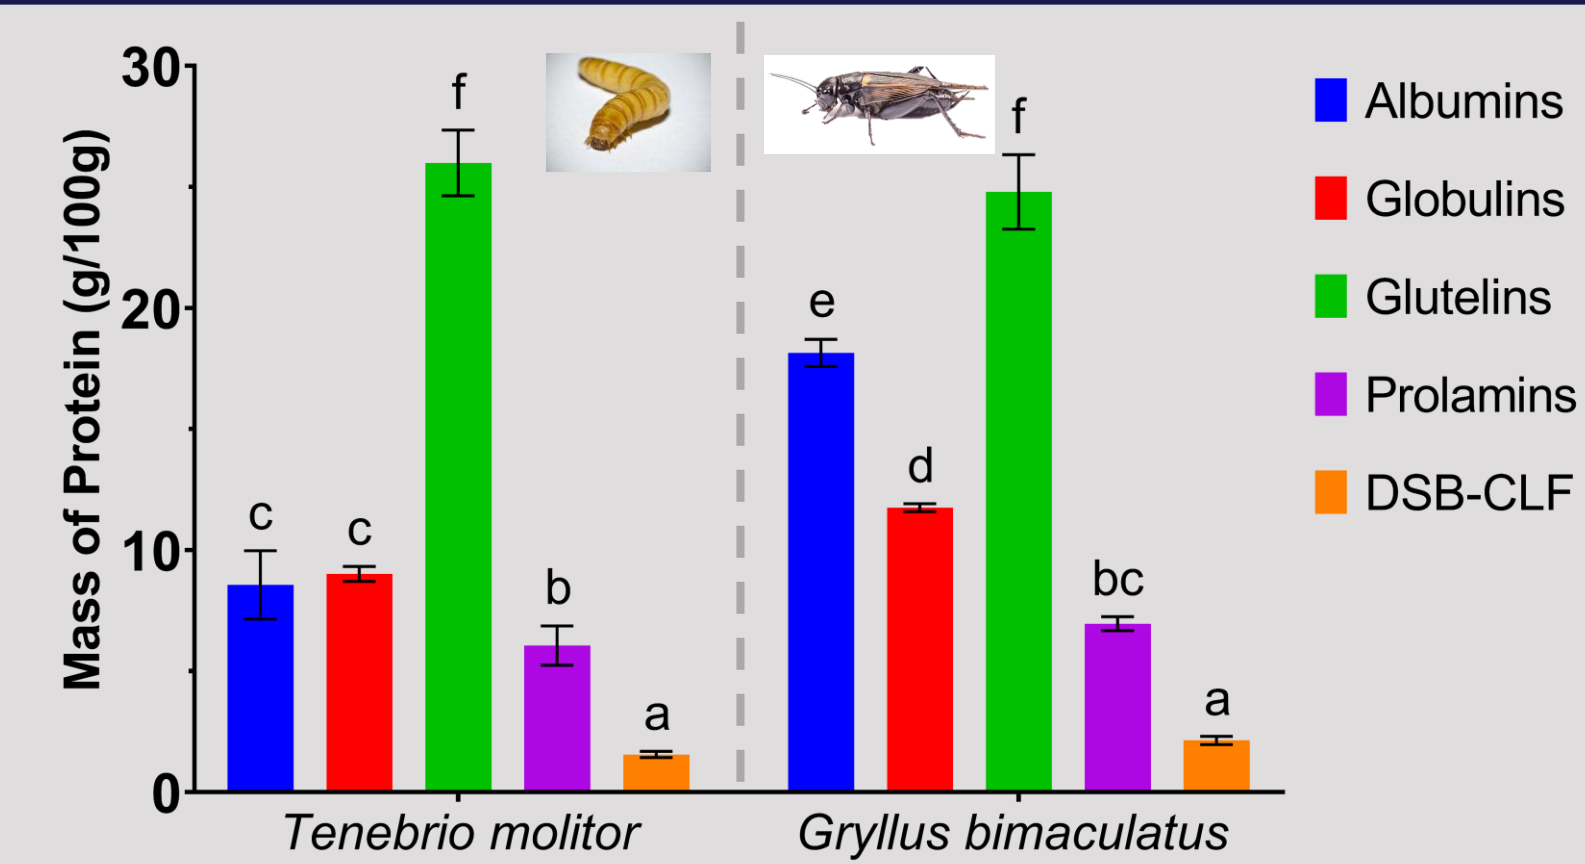 Mass of Protein (g/100g)
30
20
10
0
c
c
f
b
a
e
d
f
bc
a
Tenebrio molitor
Gryllus bimaculatus
Albumins
Globulins
Glutelins
Prolamins
DSB-CLF